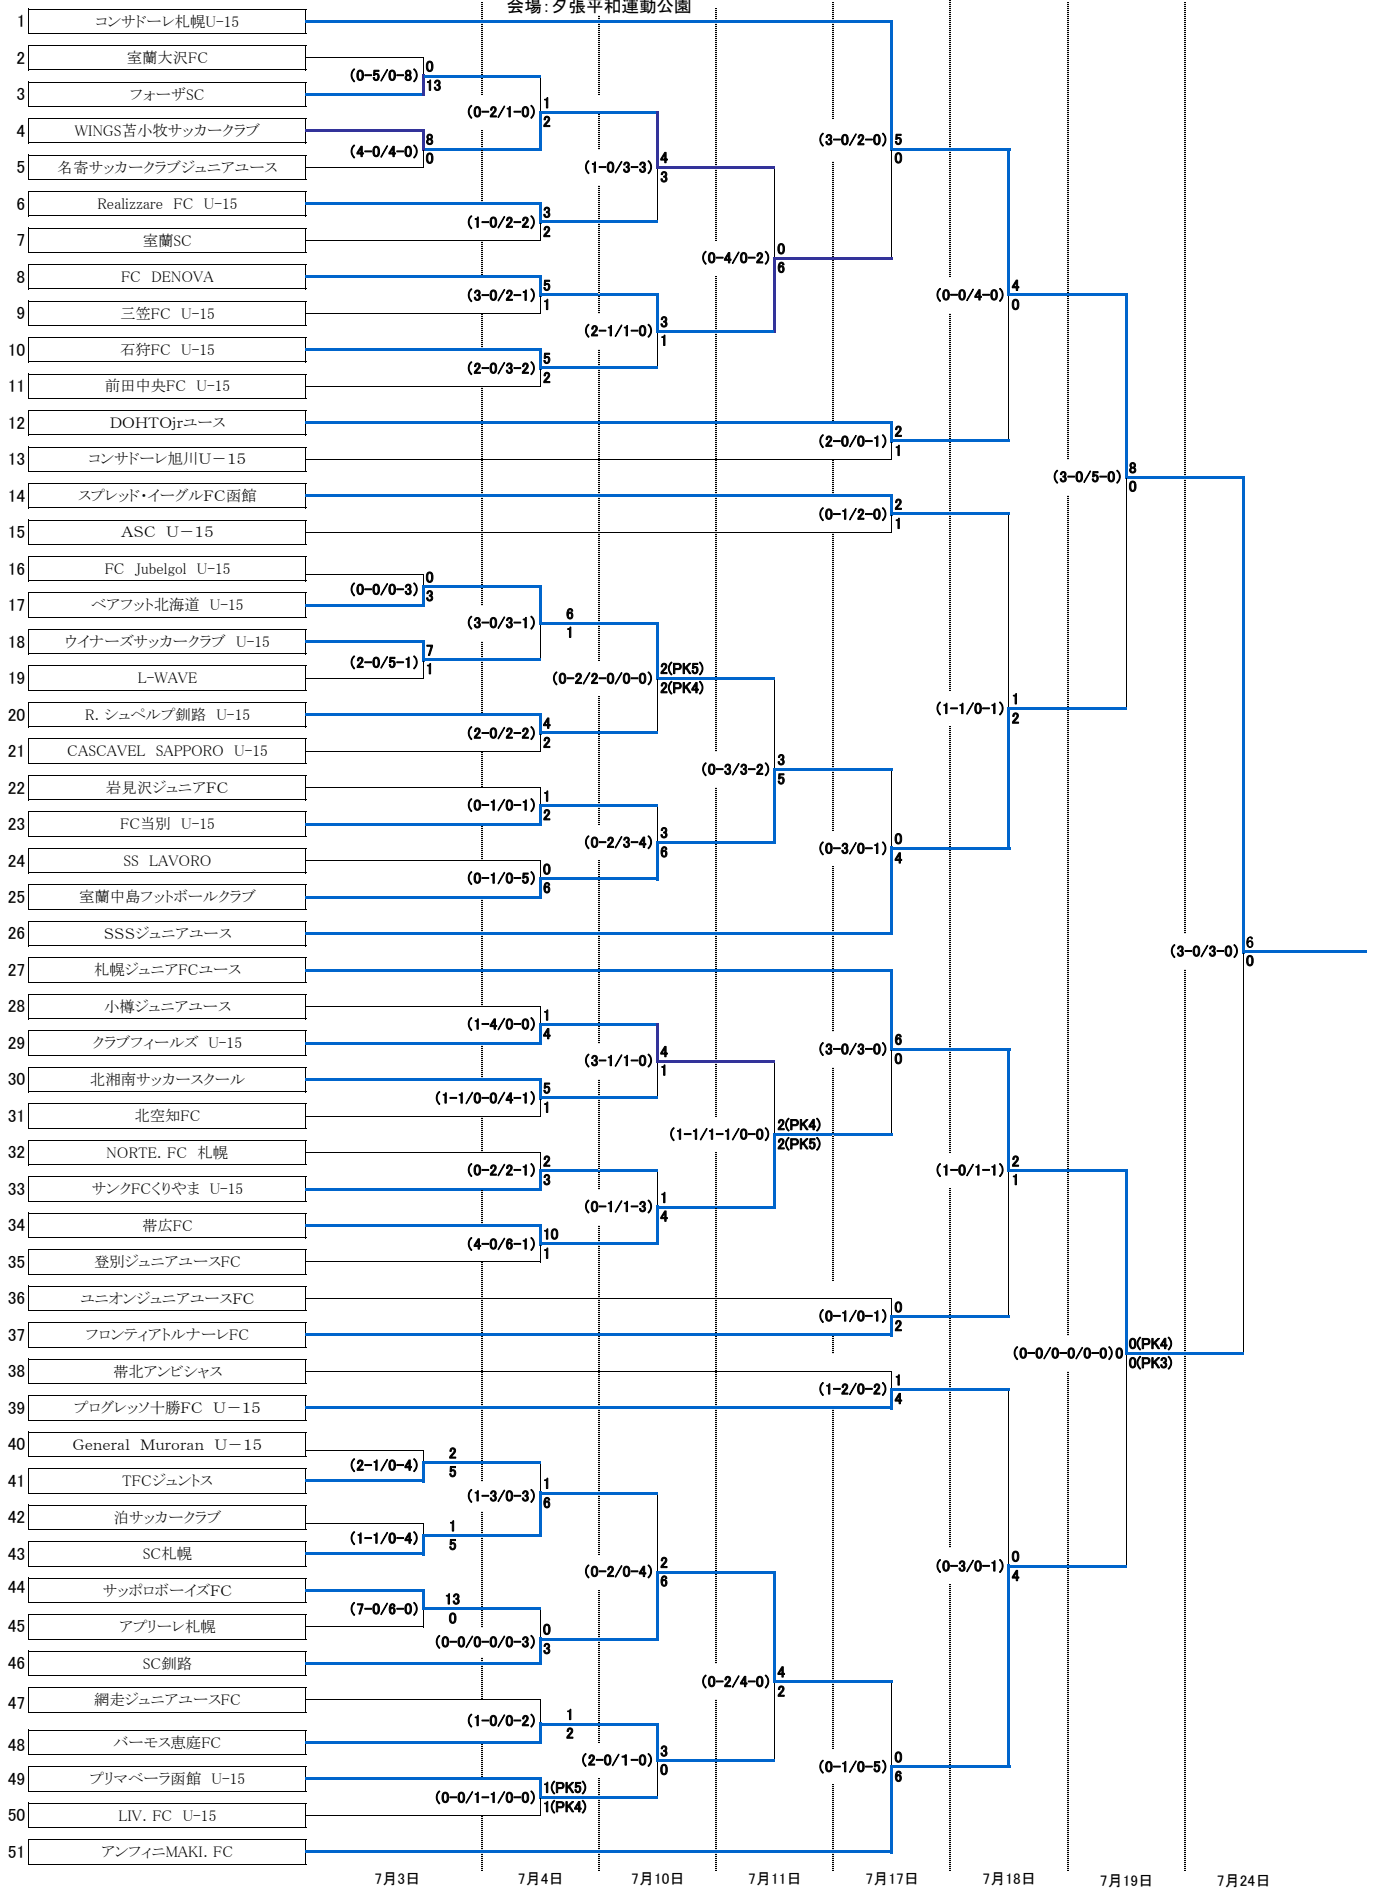 会場：夕張平和運動公園
1 コンサドーレ札幌U-15
2 室蘭大沢FC
(0-5/0-8) 0
13
3 フォーザSC
(0-2/1-0) 1
2
4 WINGS苫小牧サッカークラブ
(4-0/4-0) 8
0
(3-0/2-0) 5
0
5 名寄サッカークラブジュニアユース
(1-0/3-3) 4
3
6 Realizzare FC U-15
(1-0/2-2) 3
2
7 室蘭SC
(0-4/0-2) 0
6
8 FC DENOVA
(3-0/2-1) 5
1
(0-0/4-0) 4
0
9 三笠FC U-15
(2-1/1-0) 3
1
10 石狩FC U-15
(2-0/3-2) 5
2
11 前田中央FC U-15
12 DOHTOjrユース
(2-0/0-1) 2
1
13 コンサドーレ旭川U－15
(3-0/5-0) 8
0
14 スプレッド・イーグルFC函館
(0-1/2-0) 2
1
15 ASC U－15
16 FC Jubelgol U-15
(0-0/0-3) 0
3
17 ベアフット北海道 U-15
(3-0/3-1) 6
1
18 ウイナーズサッカークラブ U-15
(2-0/5-1) 7
1
19 L-WAVE
(0-2/2-0/0-0) 2(PK5)
2(PK4)
20 R．シュペルブ釧路 U-15
(2-0/2-2) 4
2
(1-1/0-1) 1
2
21 CASCAVEL SAPPORO U-15
(0-3/3-2) 3
5
22 岩見沢ジュニアFC
(0-1/0-1) 1
2
23 FC当別 U-15
(0-2/3-4) 3
6
(0-3/0-1) 0
4
24 SS LAVORO
(0-1/0-5) 0
6
25 室蘭中島フットボールクラブ
26 SSSジュニアユース
(3-0/3-0) 6
0
27 札幌ジュニアFCユース
28 小樽ジュニアユース
(1-4/0-0) 1
4
29 クラブフィールズ U-15
(3-1/1-0) 4
1
(3-0/3-0) 6
0
30 北湘南サッカースクール
(1-1/0-0/4-1) 5
1
31 北空知FC
(1-1/1-1/0-0) 2(PK4)
2(PK5)
32 NORTE．FC 札幌
(0-2/2-1) 2
3
(1-0/1-1) 2
1
33 サンクFCくりやま U-15
(0-1/1-3) 1
4
34 帯広FC
(4-0/6-1) 10
1
35 登別ジュニアユースFC
36 ユニオンジュニアユースFC
(0-1/0-1) 0
2
37 フロンティアトルナーレFC
(0-0/0-0/0-0)0 0(PK4)
0(PK3)
38 帯北アンビシャス
(1-2/0-2) 1
4
39 プログレッソ十勝FC U－15
40 General Muroran U－15
(2-1/0-4) 2
5
41 TFCジュントス
(1-3/0-3) 1
6
42 泊サッカークラブ
(1-1/0-4) 1
5
43 SC札幌
(0-2/0-4) 2
6
(0-3/0-1) 0
4
44 サッポロボーイズFC
(7-0/6-0) 13
0
45 アプリーレ札幌
(0-0/0-0/0-3) 0
3
46 SC釧路
(0-2/4-0) 4
2
47 網走ジュニアユースFC
(1-0/0-2) 1
2
48 バーモス恵庭FC
(2-0/1-0) 3
0
(0-1/0-5) 0
6
49 プリマベーラ函館 U-15
(0-0/1-1/0-0) 1(PK5)
1(PK4)
50 LIV．FC U-15
51 アンフィニMAKI．FC
7月3日 7月4日 7月10日 7月11日 7月17日 7月18日 7月19日 7月24日